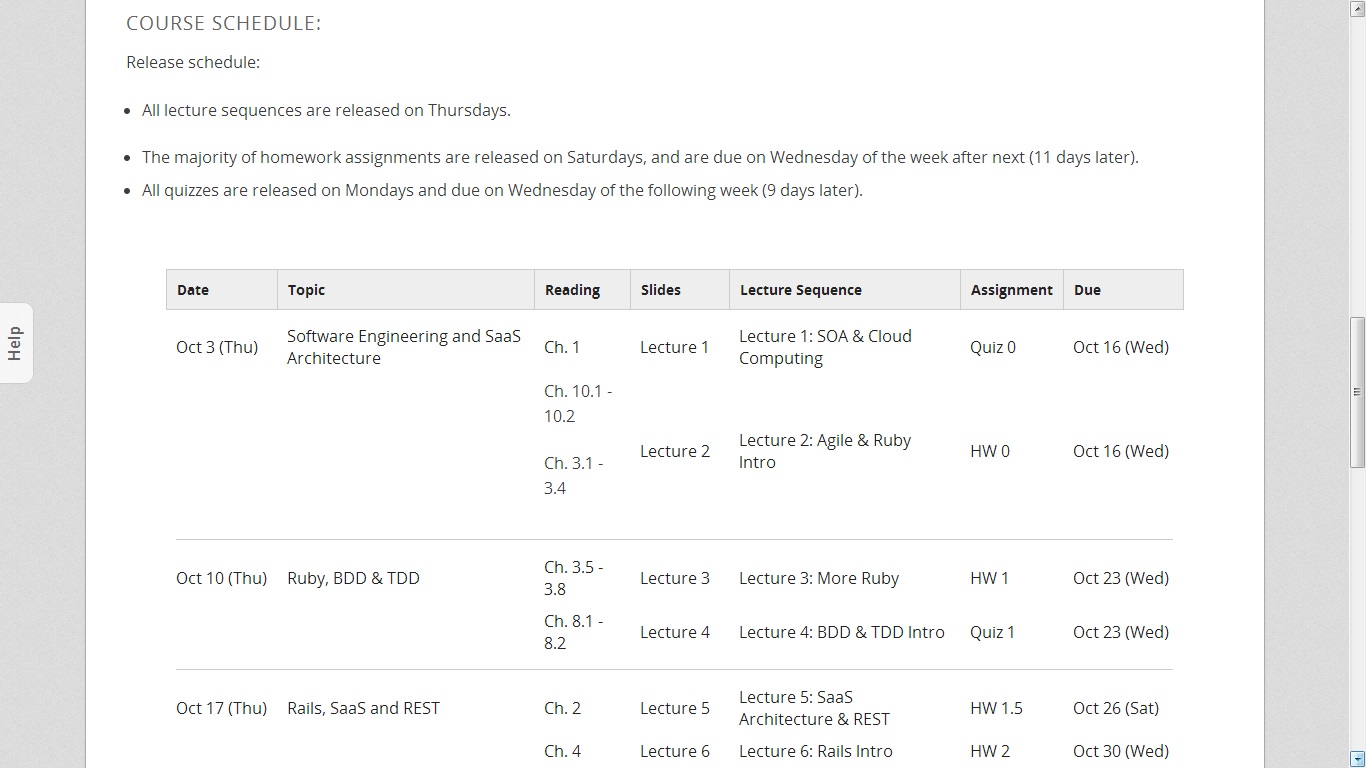 COURSE SCHEDULE:
Release schedule:
All lecture sequences are released on Thursdays.
The majority of homework assignments are released on Saturdays, and are due on Wednesday of the week after next (11 days later).
All quizzes are released on Mondays and due on Wednesday of the following week (9 days later).
Help
Date Topic Reading Slides Lecture Sequence Assignment Due
Oct 3 (Thu) Software Engineering and SaaS Architecture Ch. 1 Lecture 1 Lecture 1: SOA & Cloud Computing Quiz 0 Oct 16 (Wed)
Ch. 10.1 - 10.2
Ch. 3.1 - 3.4
Lecture 2 Lecture 2: Agile & Ruby Intro HW 0 Oct 16 (Wed)
Oct 10 (Thu) Ruby, BDD & TDD Ch. 3.5 - 3.8 Lecture 3 Lecture 3: More Ruby HW 1 Oct 23 (Wed)
Ch. 8.1 - 8.2 Lecture 4 Lecture 4: BDD & TDD Intro Quiz 1 Oct 23 (Wed)
Oct 17 (Thu) Rails, SaaS and REST Ch. 2 Lecture 5 Lecture 5: SaaS Architecture & REST HW 1.5 Oct 26 (Sat)
Ch. 4 Lecture 6 Lecture 6: Rails Intro HW 2 Oct 30 (Wed)